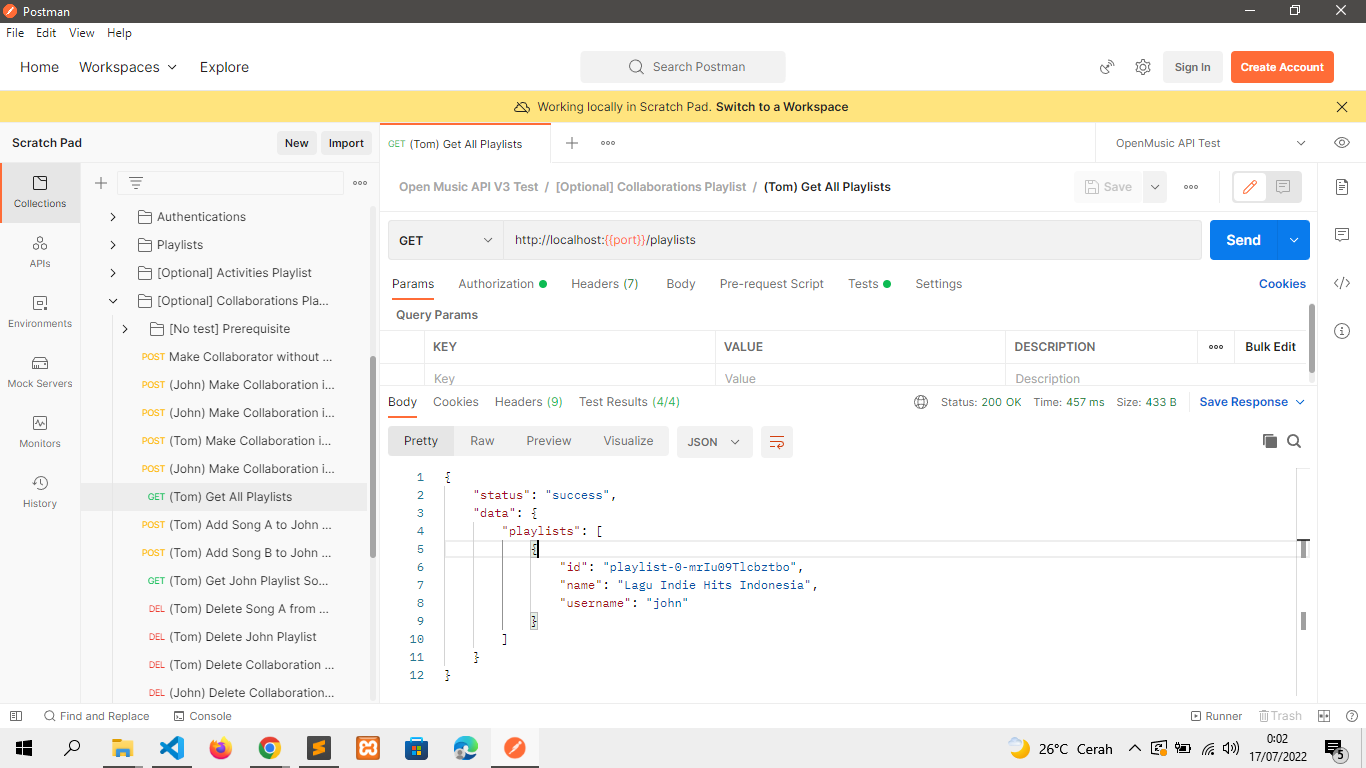 Postman
File Edit View Help
Home Workspaces Explore Search Postman Sign In Create Account
Working locally in Scratch Pad. Switch to a Workspace
Scratch Pad New Import GET (Tom) Get All Playlists OpenMusic API Test
Collections
APIs
Environments
Mock Servers
Monitors
History
Authentications
Playlists
[Optional] Activities Playlist
[Optional] Collaborations Pla...
[No test] Prerequisite
POST Make Collaborator without ...
POST (John) Make Collaboration i...
POST (John) Make Collaboration i...
POST (Tom) Make Collaboration i...
POST (John) Make Collaboration i...
GET (Tom) Get All Playlists
POST (Tom) Add Song A to John ...
POST (Tom) Add Song B to John ...
GET (Tom) Get John Playlist So...
DEL (Tom) Delete Song A from ...
DEL (Tom) Delete John Playlist
DEL (Tom) Delete Collaboration ...
DEL (John) Delete Collaboration...
Open Music API V3 Test / [Optional] Collaborations Playlist / (Tom) Get All Playlists Save
GET http://localhost:{{port}}/playlists Send
Params Authorization Headers (7) Body Pre-request Script Tests Settings Cookies
Query Params
KEY VALUE DESCRIPTION Bulk Edit
Key Value Description
Body Cookies Headers (9) Test Results (4/4) Status: 200 OK Time: 457 ms Size: 433 B Save Response
Pretty Raw Preview Visualize JSON
1 {
2 "status": "success",
3 "data": {
4 "playlists": [
5 {
6 "id": "playlist-0-mrIu09Tlcbztbo",
7 "name": "Lagu Indie Hits Indonesia",
8 "username": "john"
9 }
10 ]
11 }
12 }
Find and Replace Console Runner Trash
26°C Cerah 0:02
17/07/2022
5